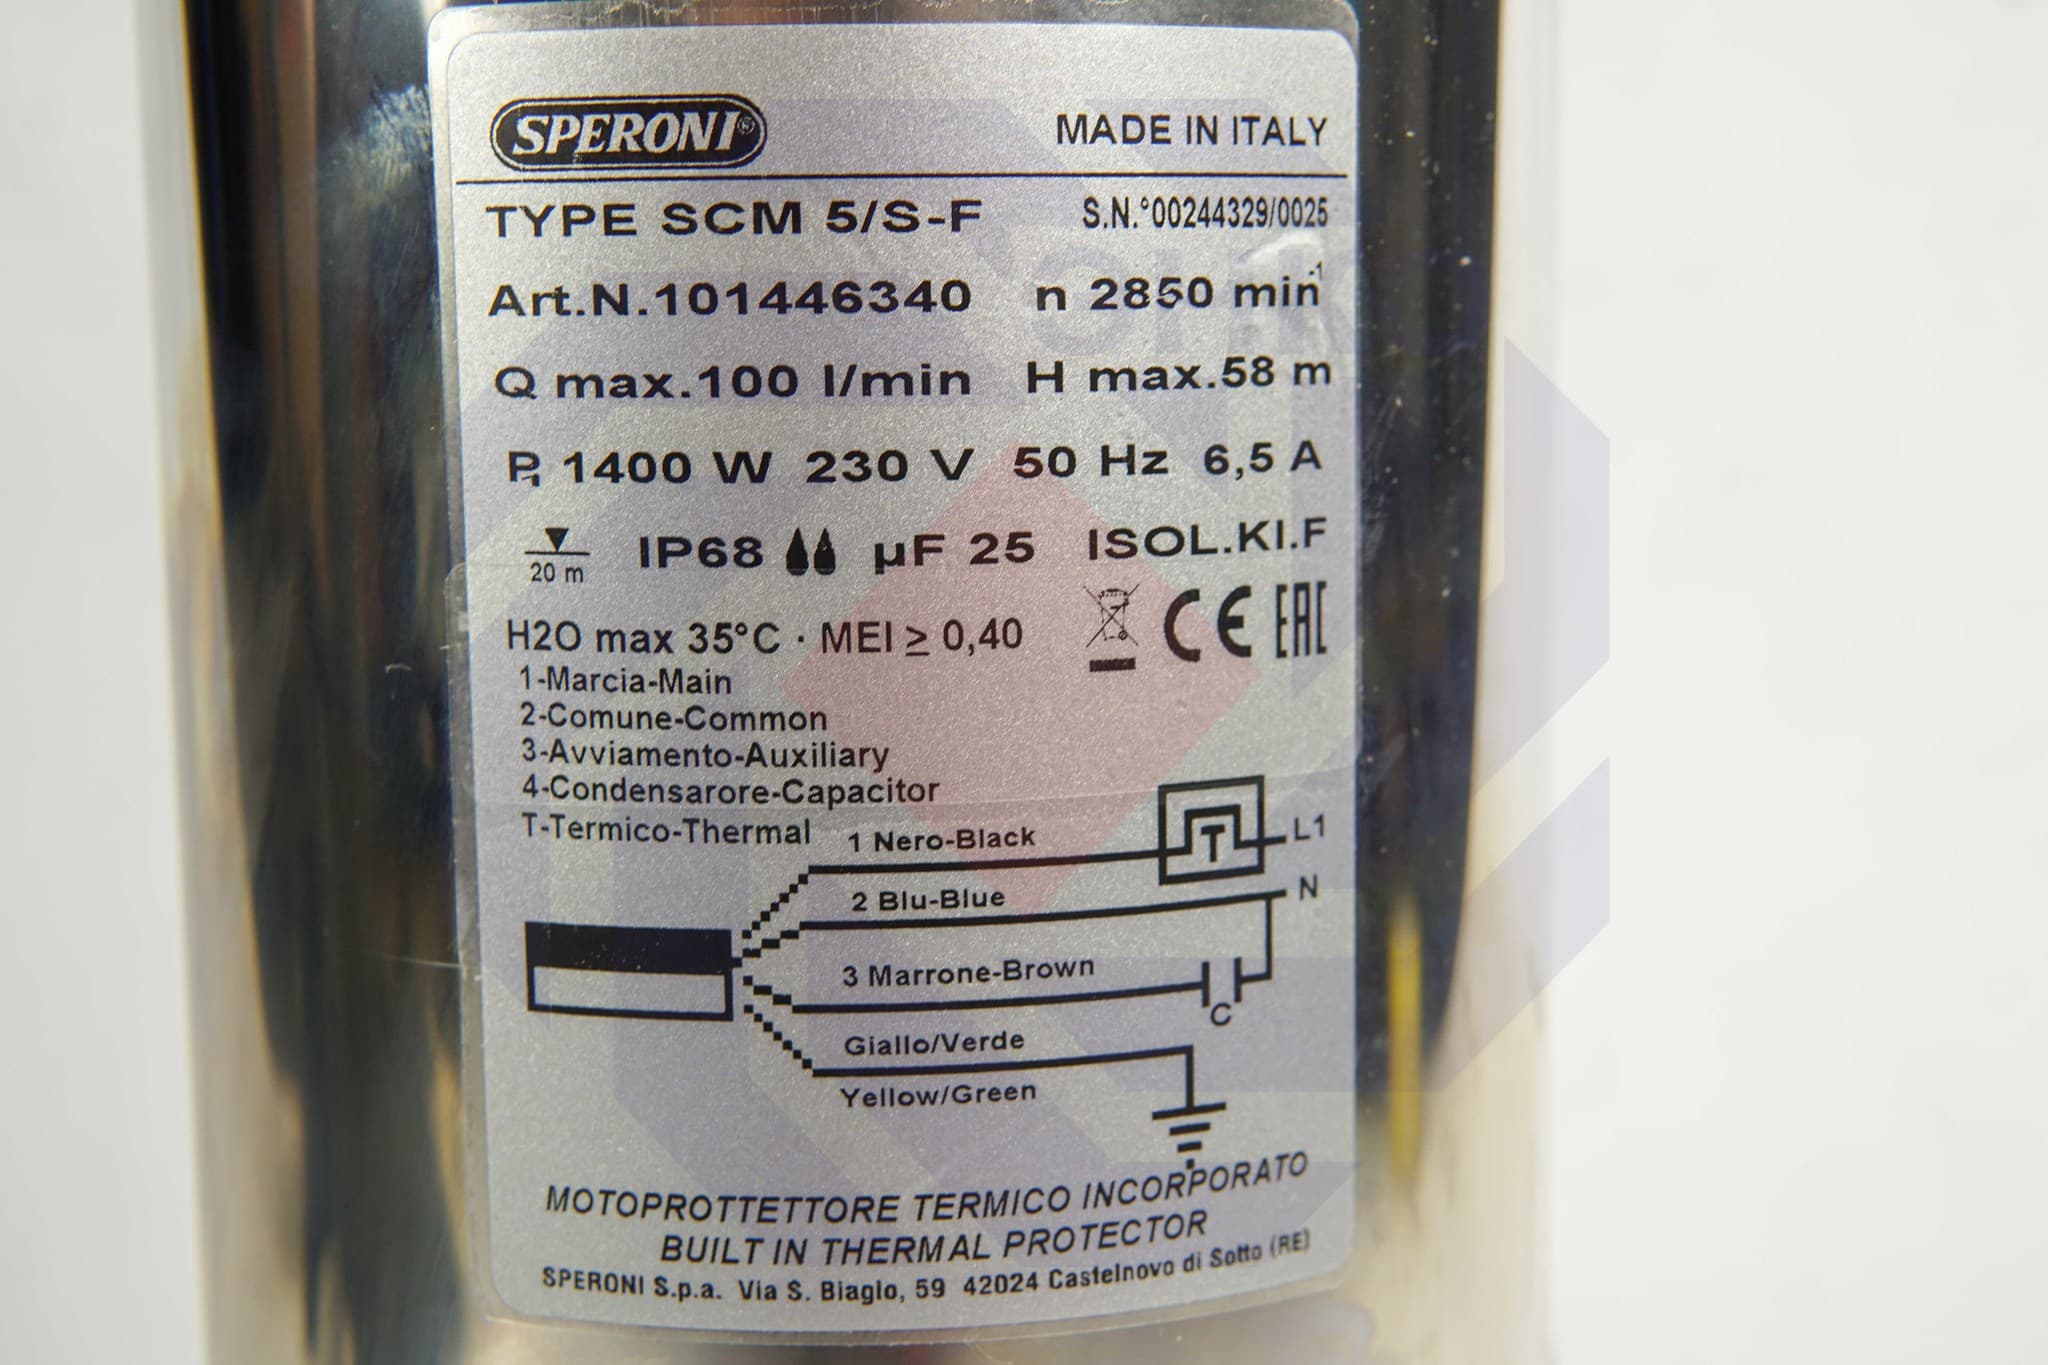 SPERONI® MADE IN ITALY
TYPE SCM 5/S-F S.N.°00244329/0025
Art.N.101446340 n 2850 min-1
Q max.100 l/min H max.58 m
P1 1400 W 230 V 50 Hz 6,5 A
20 m IP68 µF 25 ISOL.KI.F
H2O max 35°C · MEI ≥ 0,40 CE EAC
1-Marcia-Main
2-Comune-Common
3-Avviamento-Auxiliary
4-Condensarore-Capacitor
T-Termico-Thermal
1 Nero-Black T L1
2 Blu-Blue N
3 Marrone-Brown C
Giallo/Verde
Yellow/Green
MOTOPROTTETTORE TERMICO INCORPORATO
BUILT IN THERMAL PROTECTOR
SPERONI S.p.a. Via S. Biagio, 59 42024 Castelnovo di Sotto (RE)